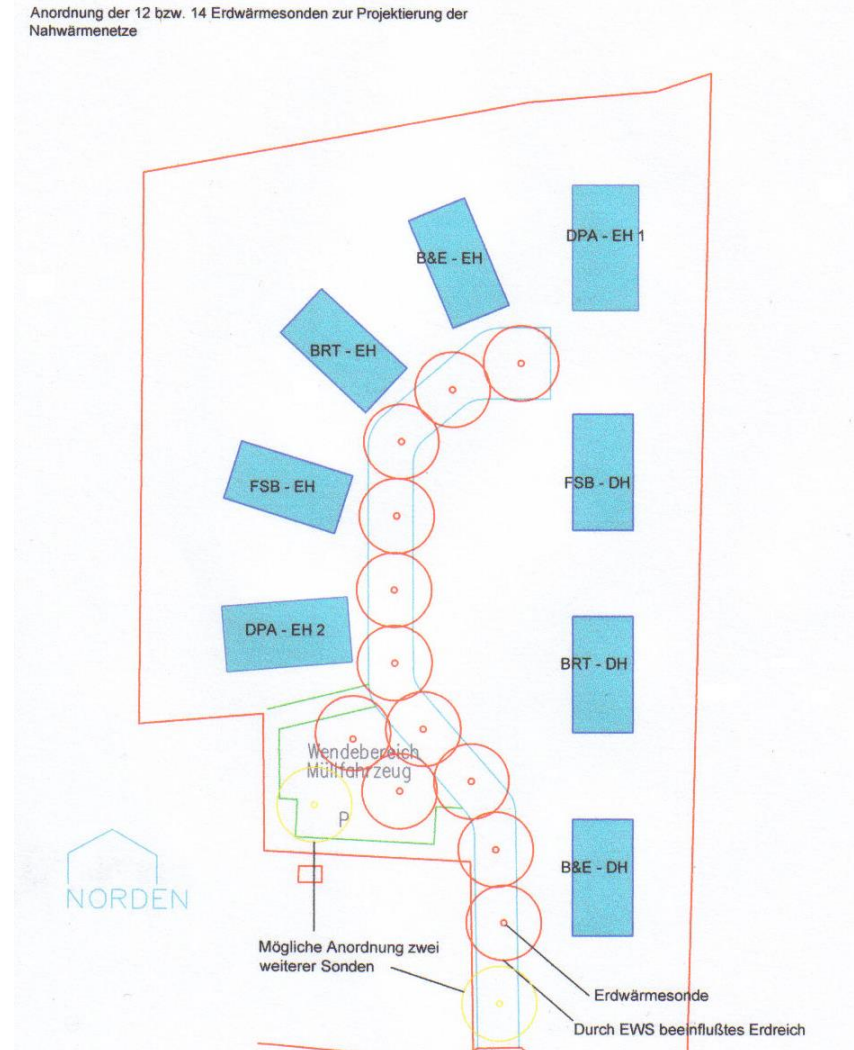 Anordnung der 12 bzw. 14 Erdwärmesonden zur Projektierung der
Nahwärmenetze
DPA - EH 1
B&E - EH
BRT - EH
FSB - EH
FSB - DH
DPA - EH 2
BRT - DH
Wendebereich
Müllfahrzeug
P
B&E - DH
NORDEN
Mögliche Anordnung zwei
weiterer Sonden
Erdwärmesonde
Durch EWS beeinflußtes Erdreich